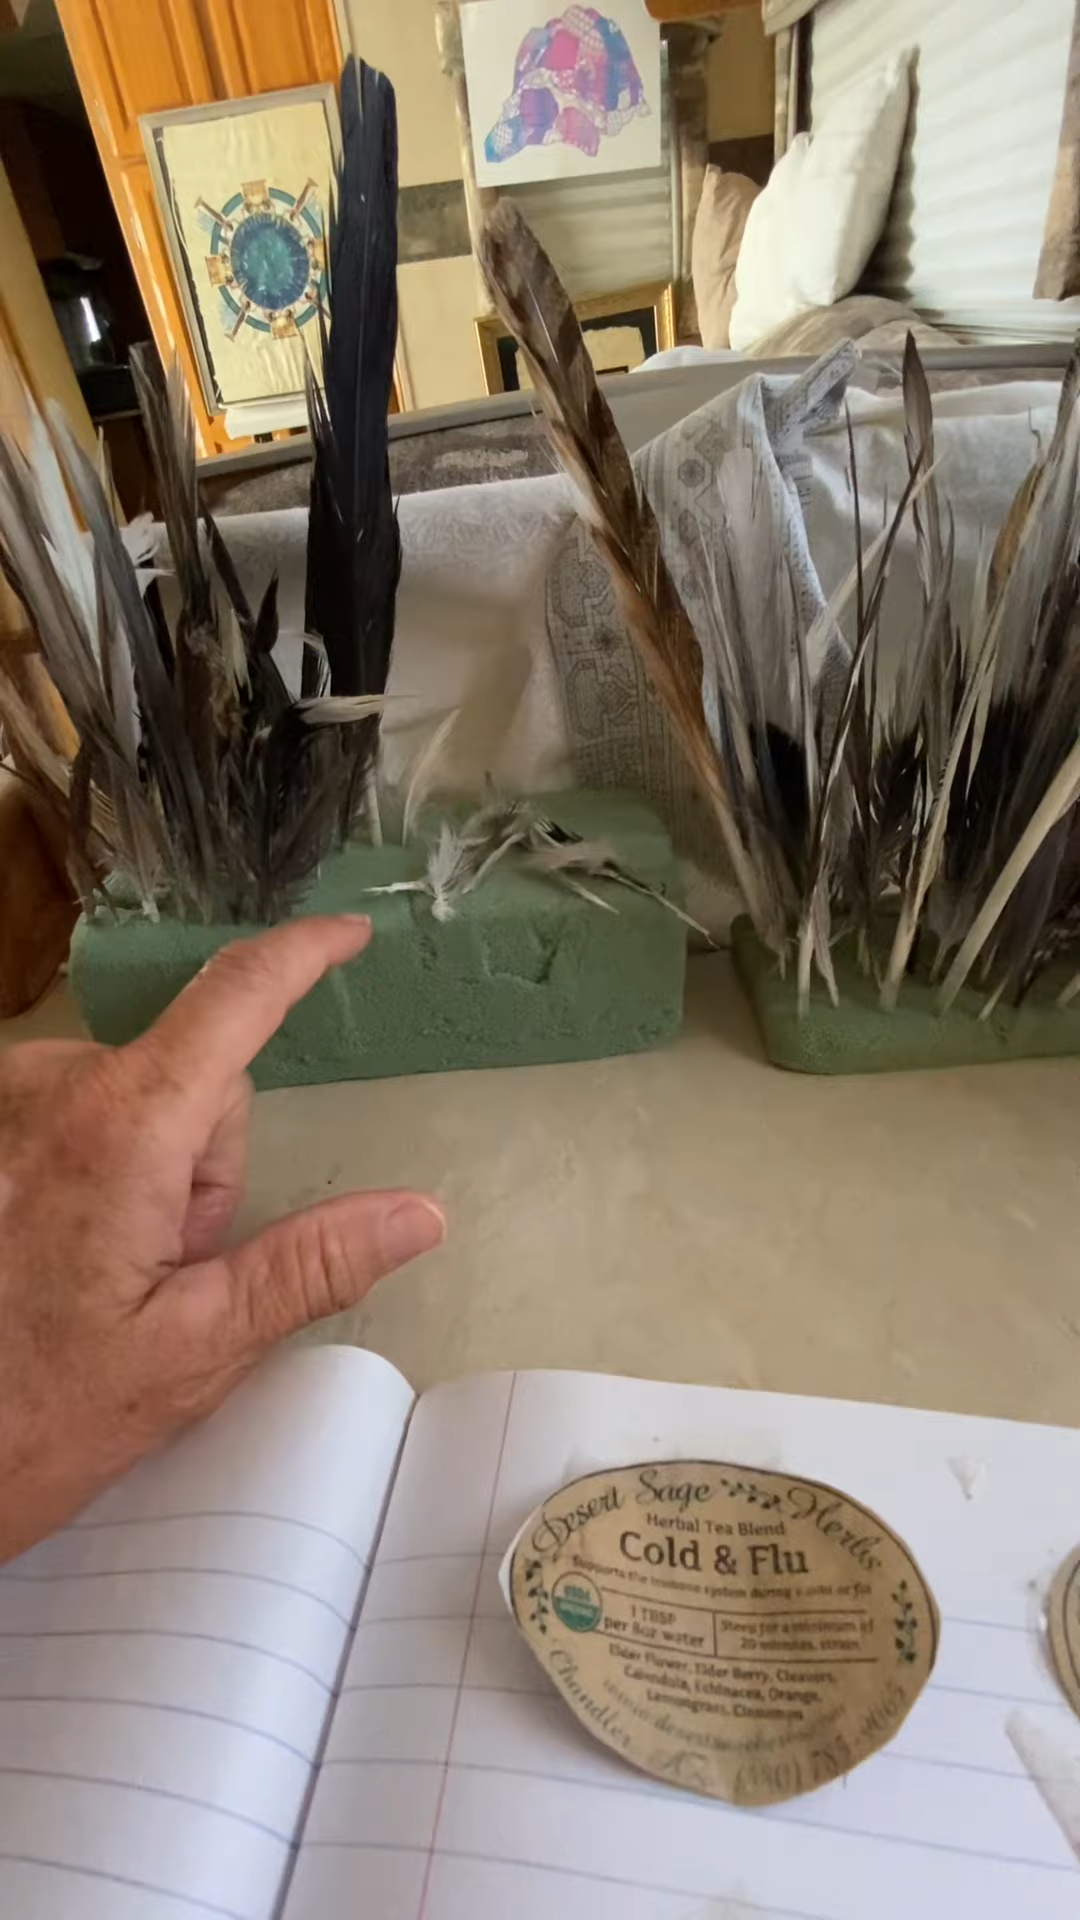 Desert Sage Herbs
Herbal Tea Blend
Cold & Flu
Supports the immune system during a cold or flu
USDA
ORGANIC
1 TBSP
per 8oz water
Steep for a minimum of
20 minutes, strain.
Elder Flower, Elder Berry, Cleavers,
Calendula, Echinacea, Orange,
Lemongrass, Cinnamon
Chandler, AZ (480)